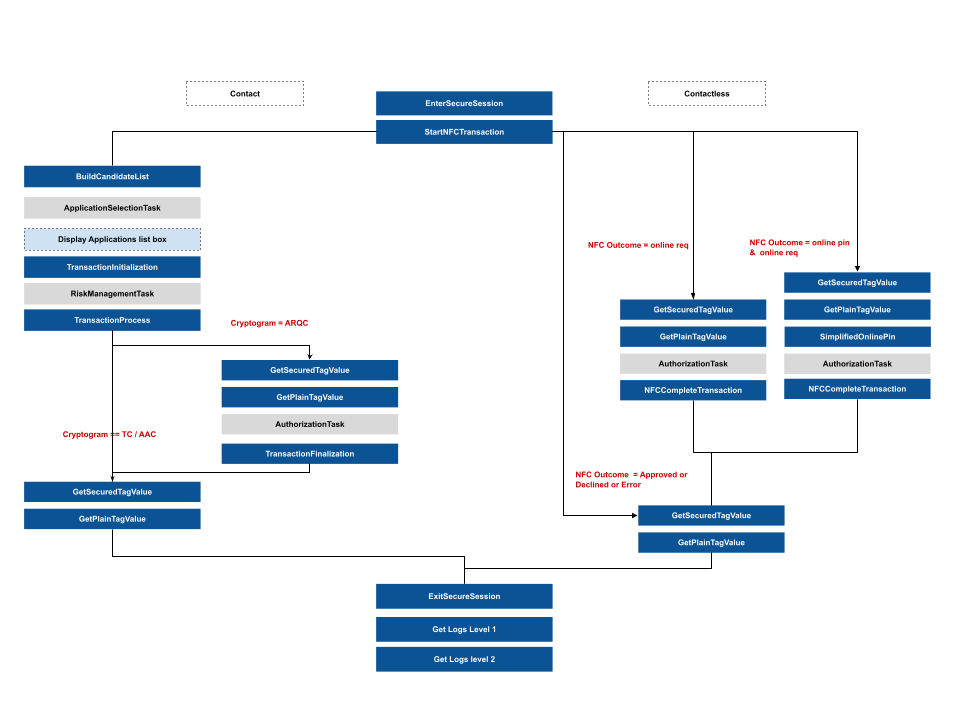 Contact
Contactless
EnterSecureSession
StartNFCTransaction
BuildCandidateList
ApplicationSelectionTask
Display Applications list box
TransactionInitialization
RiskManagementTask
TransactionProcess
Cryptogram = ARQC
GetSecuredTagValue
GetPlainTagValue
AuthorizationTask
TransactionFinalization
Cryptogram == TC / AAC
GetSecuredTagValue
GetPlainTagValue
NFC Outcome = online req
GetSecuredTagValue
GetPlainTagValue
AuthorizationTask
NFCCompleteTransaction
NFC Outcome = online pin
& online req
GetSecuredTagValue
GetPlainTagValue
SimplifiedOnlinePin
AuthorizationTask
NFCCompleteTransaction
NFC Outcome = Approved or
Declined or Error
GetSecuredTagValue
GetPlainTagValue
ExitSecureSession
Get Logs Level 1
Get Logs level 2